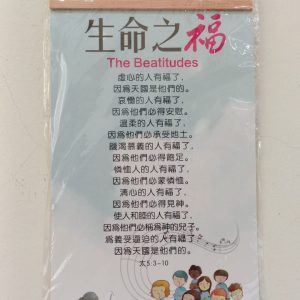 生命之福
The Beatitudes
虛心的人有福了，
因為天國是他們的。
哀慟的人有福了，
因為他們必得安慰。
溫柔的人有福了，
因為他們必承受地土。
飢渴慕義的人有福了，
因為他們必得飽足。
憐恤人的人有福了，
因為他們必蒙憐恤。
清心的人有福了，
因為他們必得見神。
使人和睦的人有福了，
因為他們必稱為神的兒子。
為義受逼迫的人有福了，
因為天國是他們的。
太5:3-10